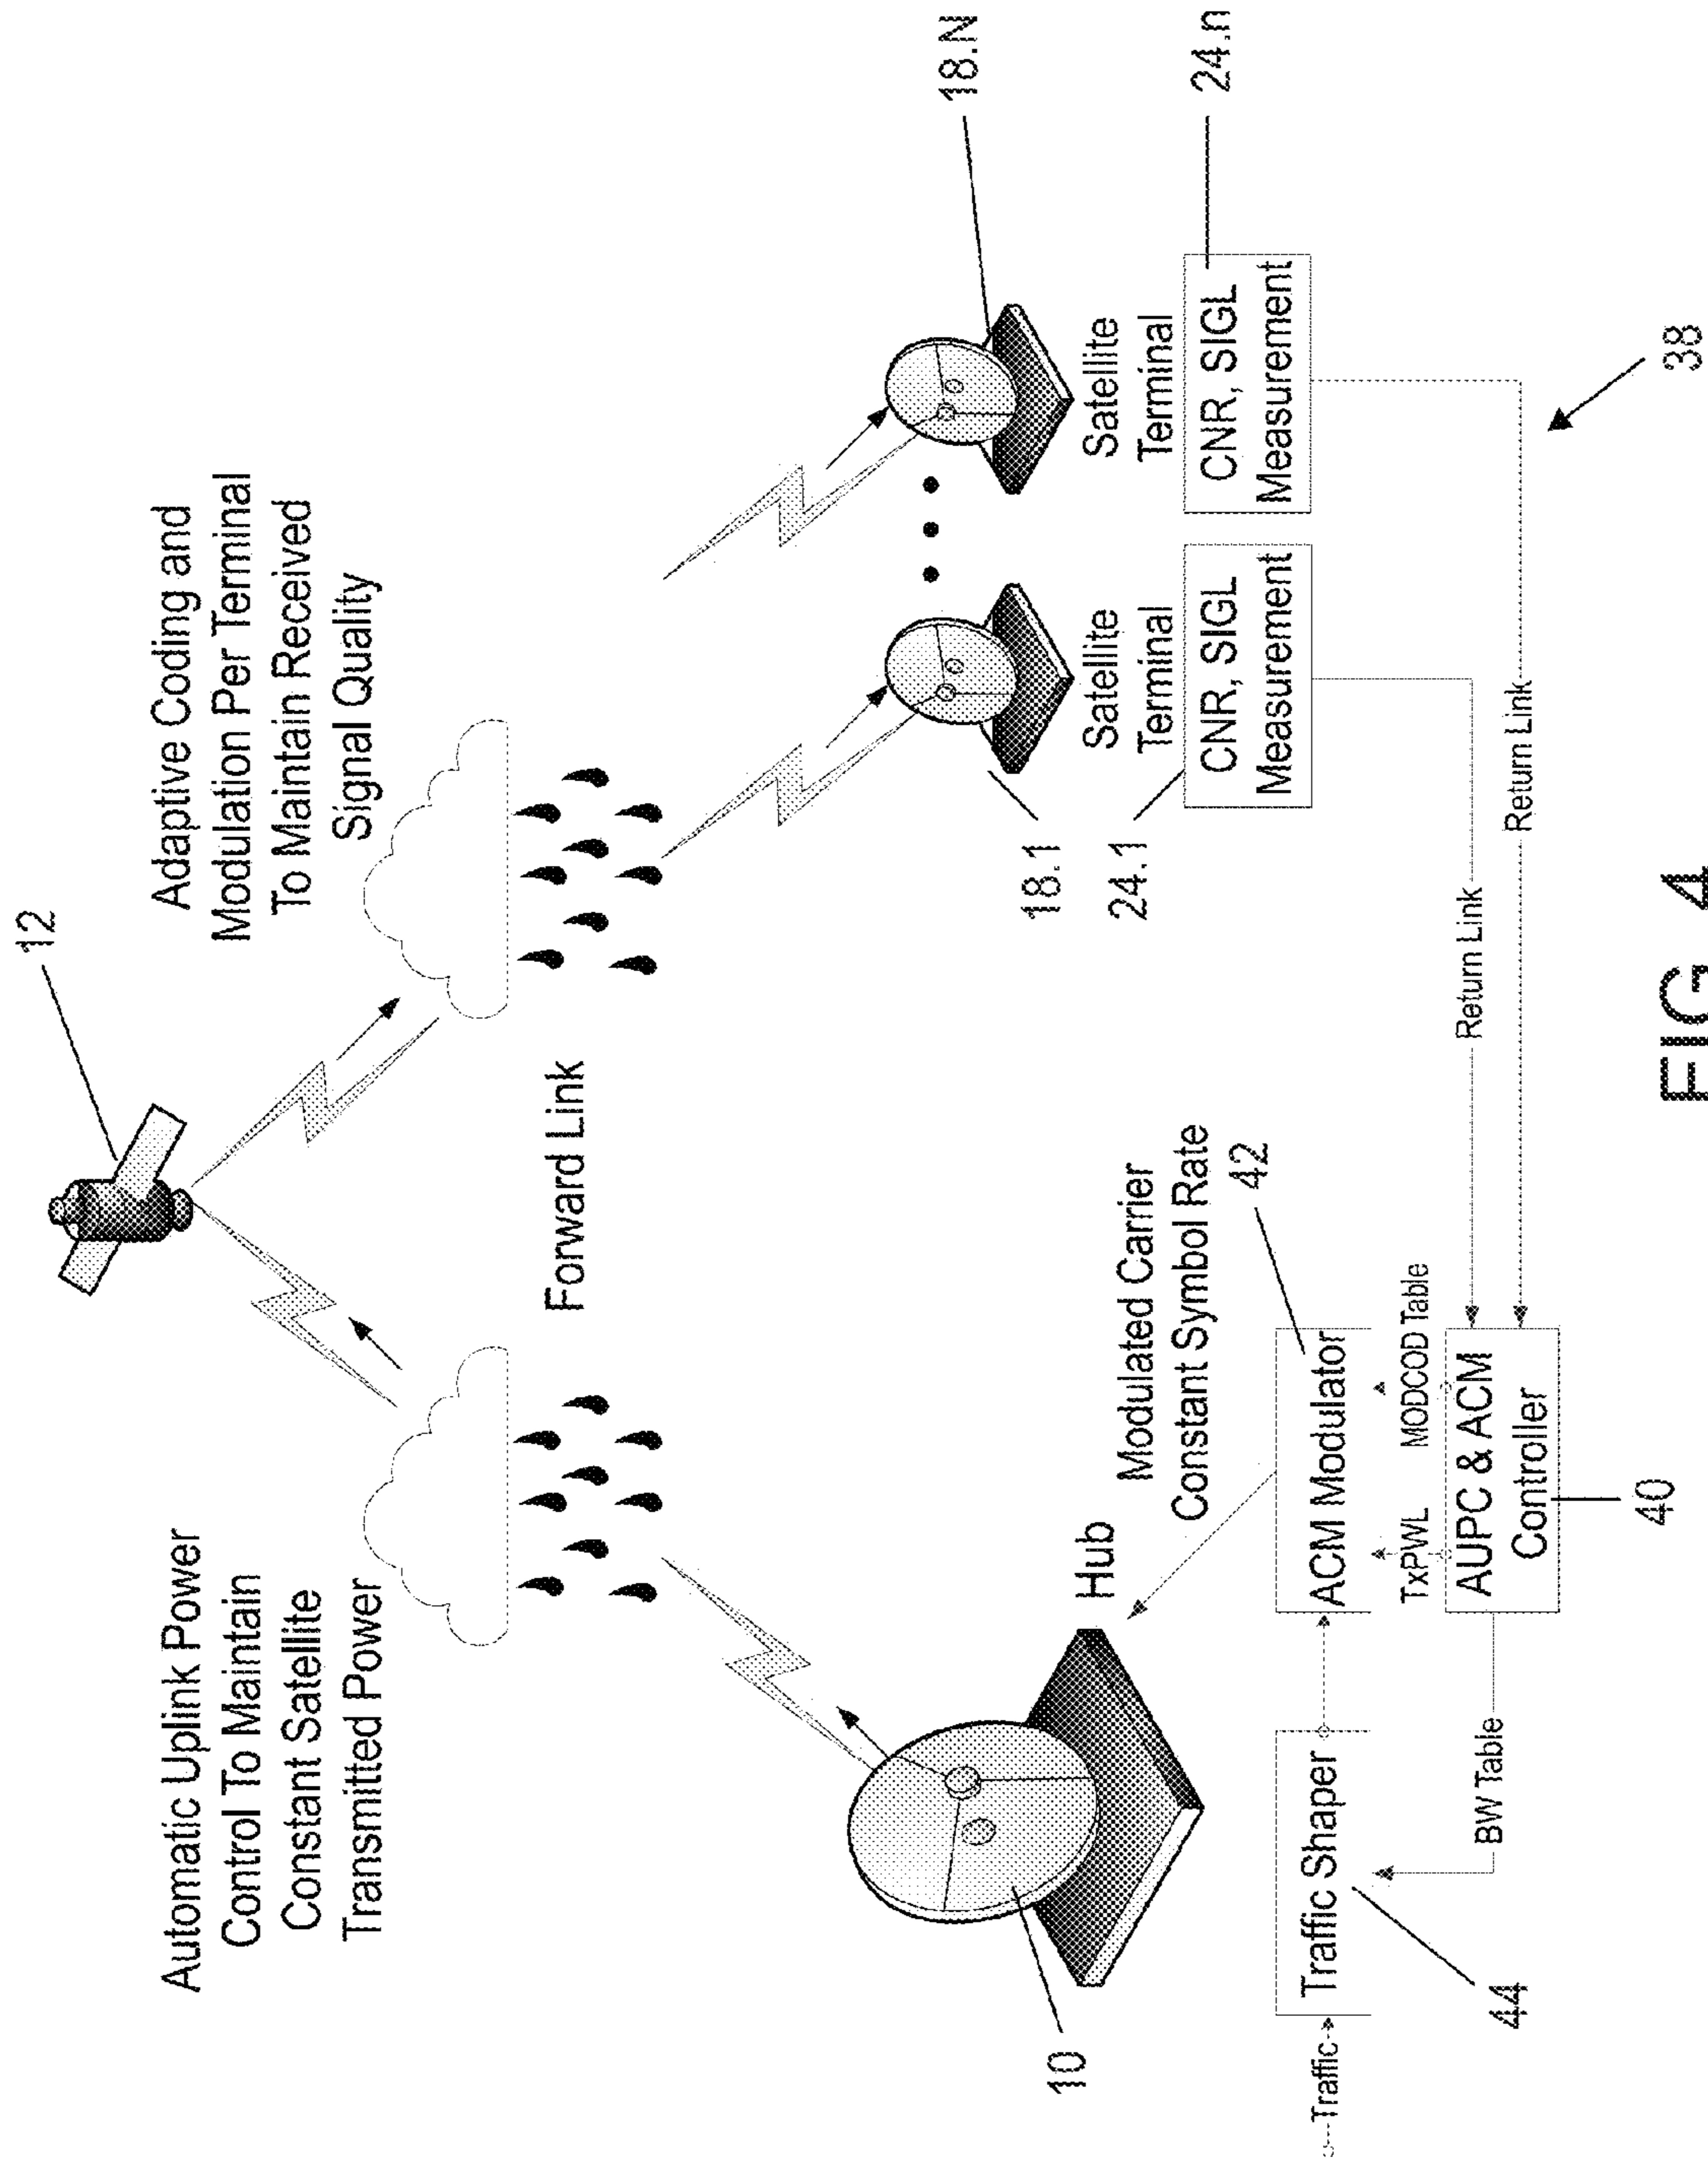 Automatic Uplink Power
Control To Maintain
Constant Satellite
Transmitted Power
12
Adaptive Coding and
Modulation Per Terminal
To Maintain Received
Signal Quality
Forward Link
10
Hub
Modulated Carrier
Constant Symbol Rate
42
18.1
24.1
18.N
24.n
Satellite
Terminal
CNR, SIGL
Measurement
Satellite
Terminal
CNR, SIGL
Measurement
Traffic
Traffic Shaper
44
ACM Modulator
TxPWL
MODCOD Table
AUPC & ACM
Controller
40
BW Table
Return Link
Return Link
38
FIG. 4